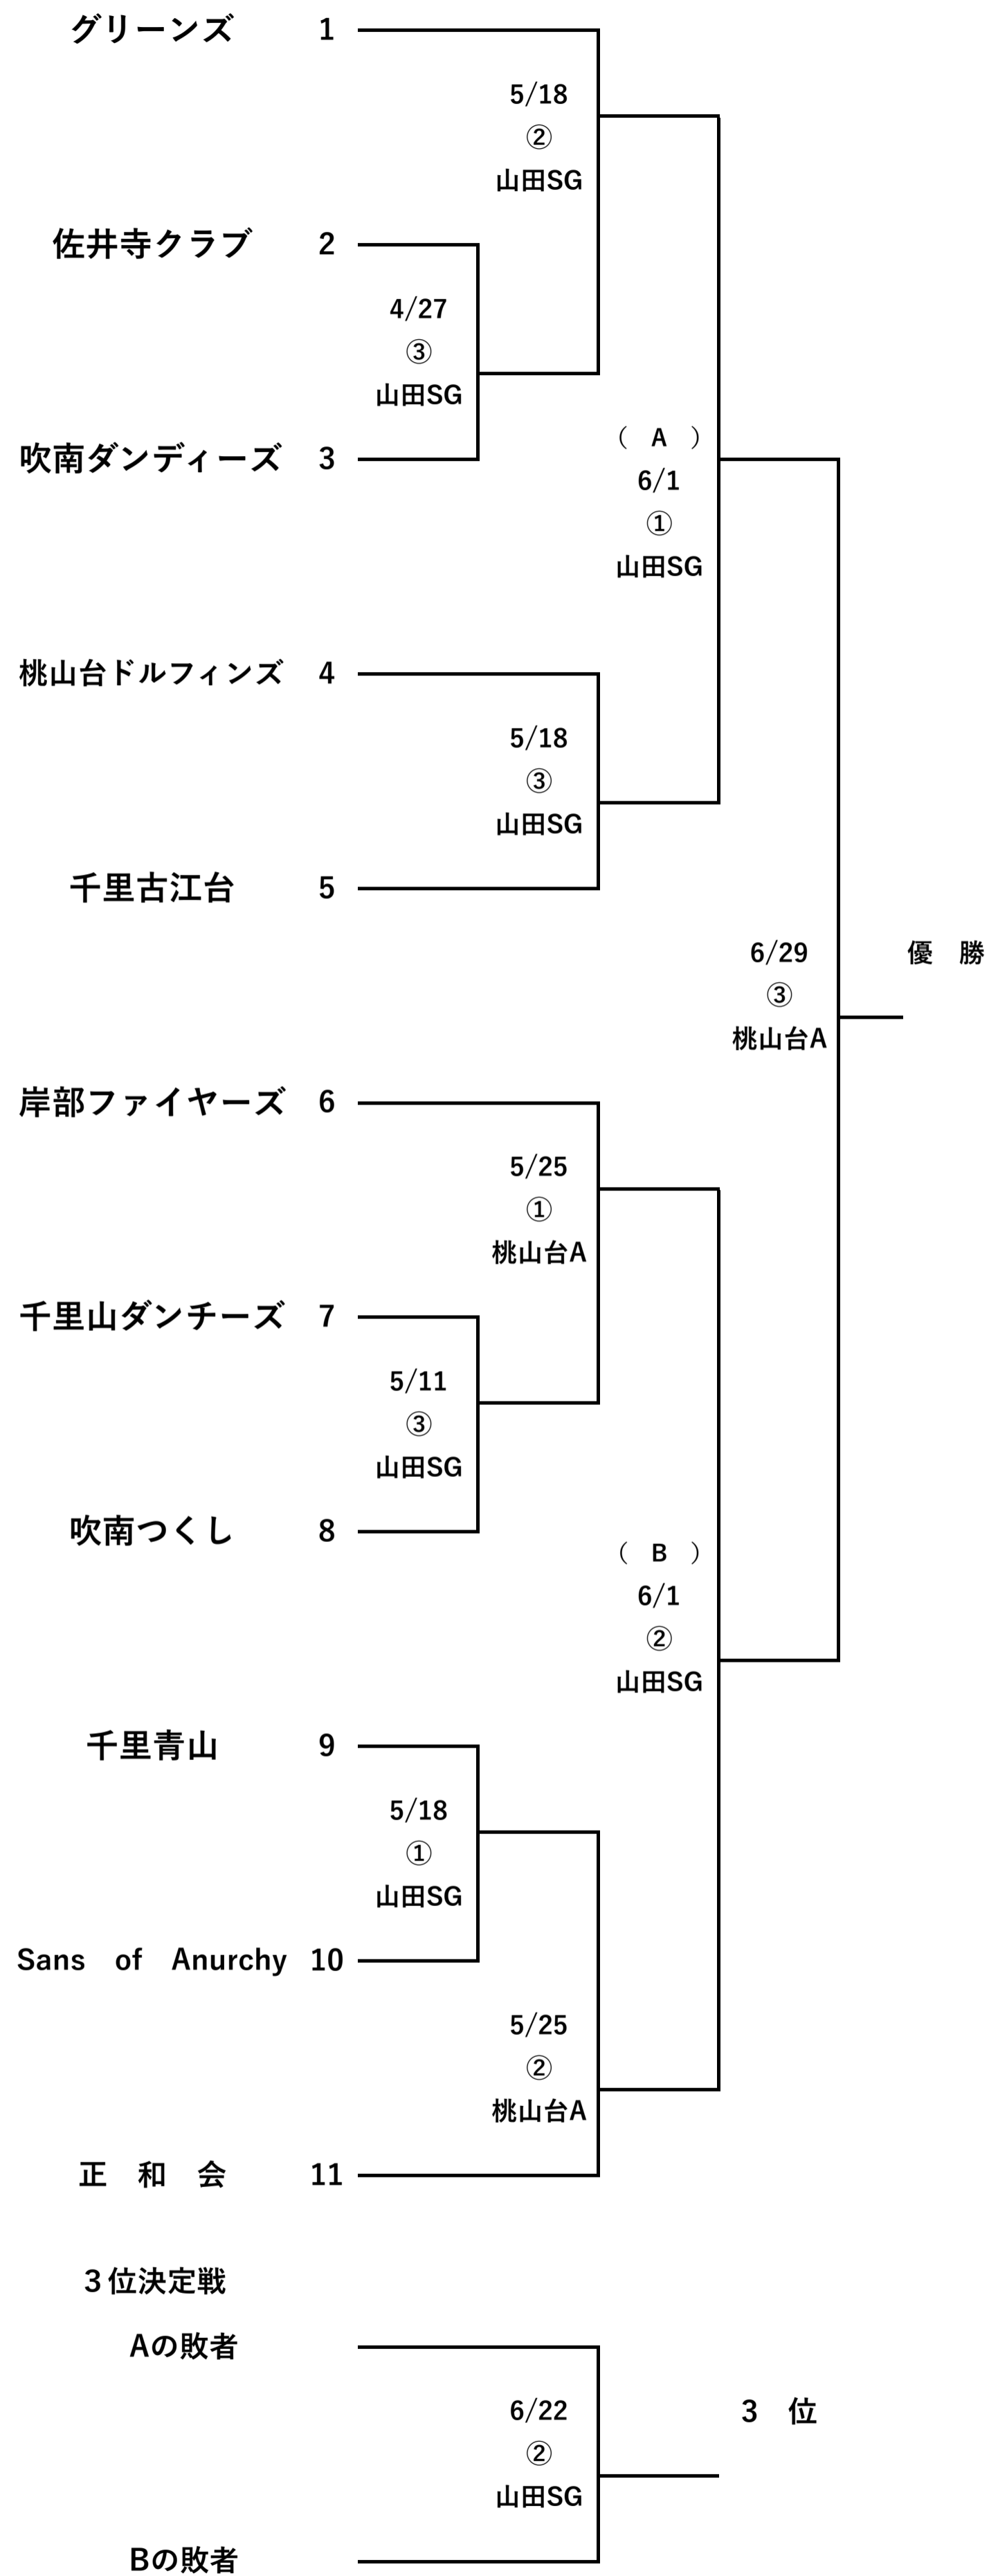 グリーンズ 1
5/18
②
山田SG
佐井寺クラブ 2
4/27
③
山田SG
吹南ダンディーズ 3
( A )
6/1
①
山田SG
桃山台ドルフィンズ 4
5/18
③
山田SG
千里古江台 5
6/29
③
桃山台A
優 勝
岸部ファイヤーズ 6
5/25
①
桃山台A
千里山ダンチーズ 7
5/11
③
山田SG
吹南つくし 8
( B )
6/1
②
山田SG
千里青山 9
5/18
①
山田SG
Sans of Anurchy 10
5/25
②
桃山台A
正 和 会 11
３位決定戦
Aの敗者
6/22
②
山田SG
3 位
Bの敗者